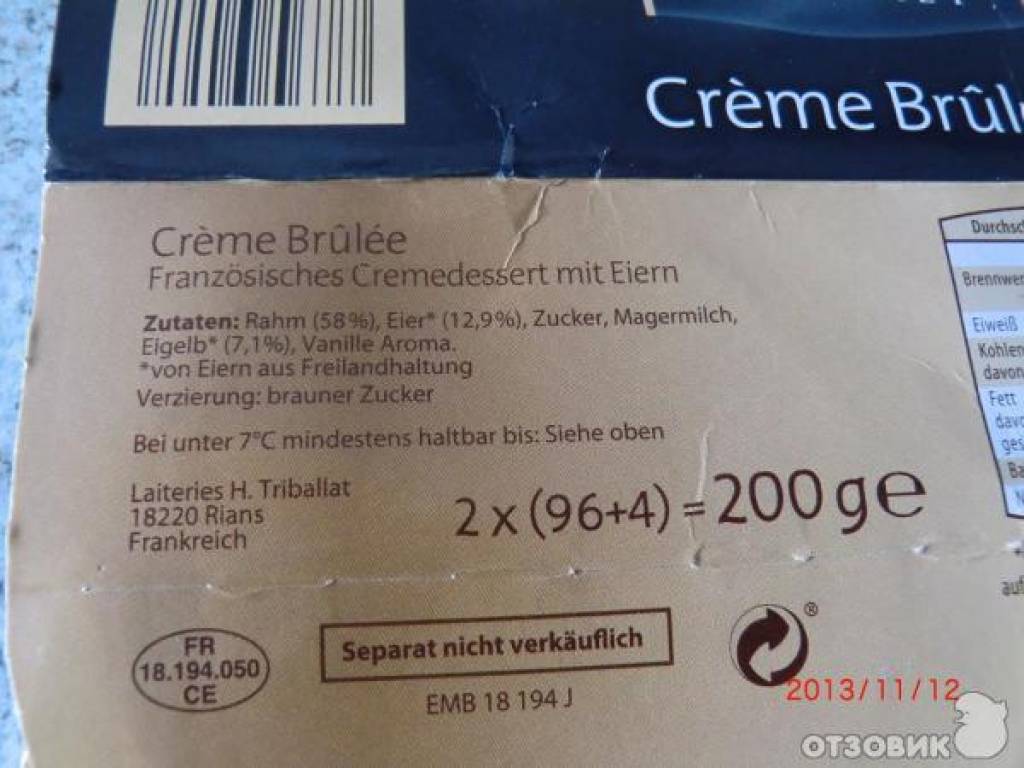 Crème
Crème Brûlée
Französisches Cremedessert mit Eiern
Zutaten: Rahm (58%), Eier* (12,9%), Zucker, Magermilch,
Eigelb* (7,1%), Vanille Aroma.
*von Eiern aus Freilandhaltung
Verzierung: brauner Zucker
Bei unter 7°C mindestens haltbar bis: Siehe oben
Laiteries H. Triballat
18220 Rians
Frankreich
2 x (96+4) = 200 g e
Eiweiß
davon
Fett
FR
18.194.050
CE
Separat nicht verkäuflich
EMB 18 194 J
®
2013/11/12
ОТЗОВИК